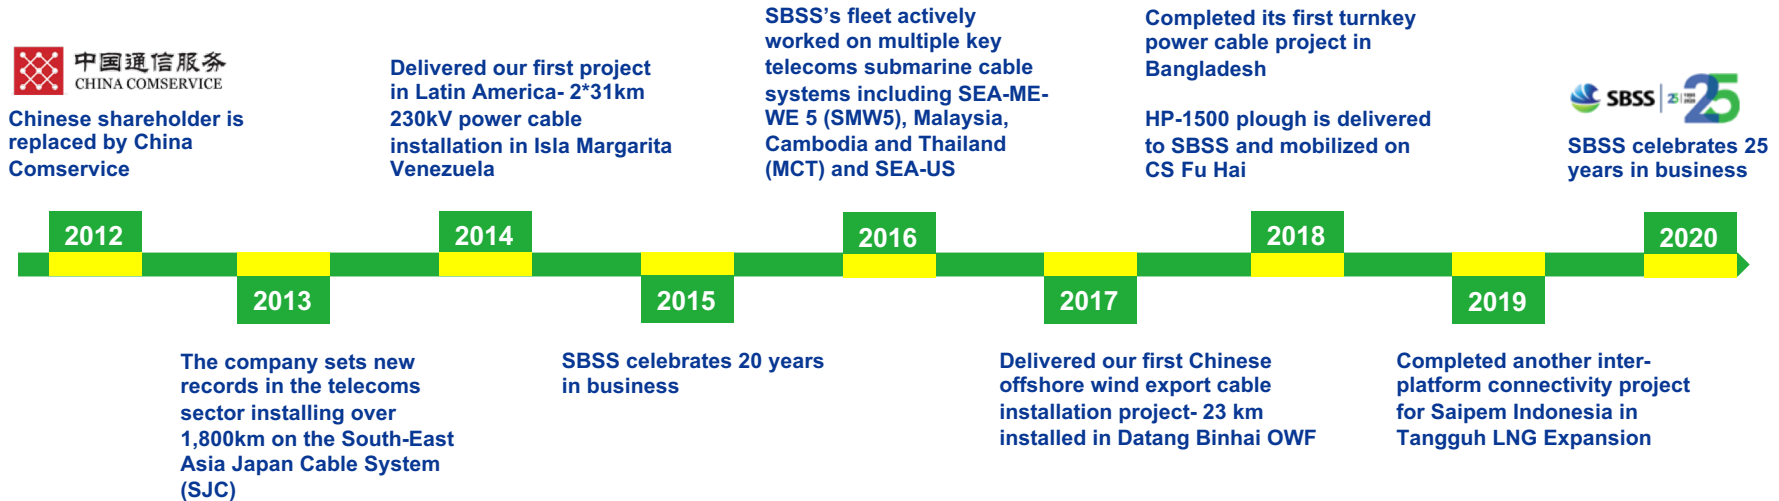 中国通信服务
CHINA COMSERVICE
Chinese shareholder is
replaced by China
Comservice
2012
2013
The company sets new
records in the telecoms
sector installing over
1,800km on the South-East
Asia Japan Cable System
(SJC)
Delivered our first project
in Latin America- 2*31km
230kV power cable
installation in Isla Margarita
Venezuela
2014
2015
SBSS celebrates 20 years
in business
SBSS’s fleet actively
worked on multiple key
telecoms submarine cable
systems including SEA-ME-
WE 5 (SMW5), Malaysia,
Cambodia and Thailand
(MCT) and SEA-US
2016
2017
Delivered our first Chinese
offshore wind export cable
installation project- 23 km
installed in Datang Binhai OWF
Completed its first turnkey
power cable project in
Bangladesh
HP-1500 plough is delivered
to SBSS and mobilized on
CS Fu Hai
2018
2019
Completed another inter-
platform connectivity project
for Saipem Indonesia in
Tangguh LNG Expansion
SBSS 25
SBSS celebrates 25
years in business
2020